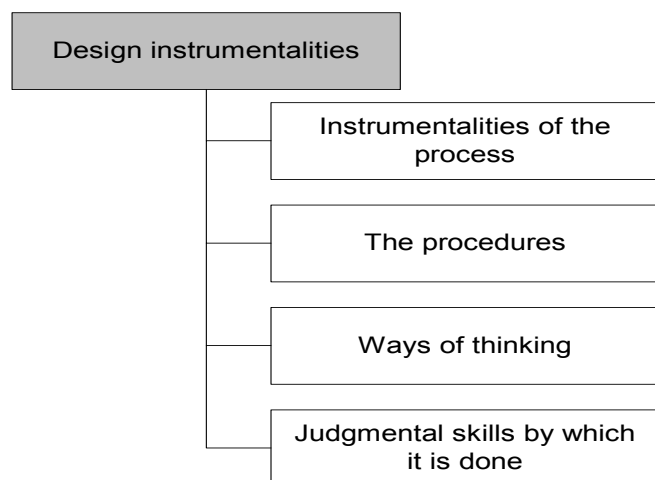 Design instrumentalities
Instrumentalities of the
process
The procedures
Ways of thinking
Judgmental skills by which
it is done